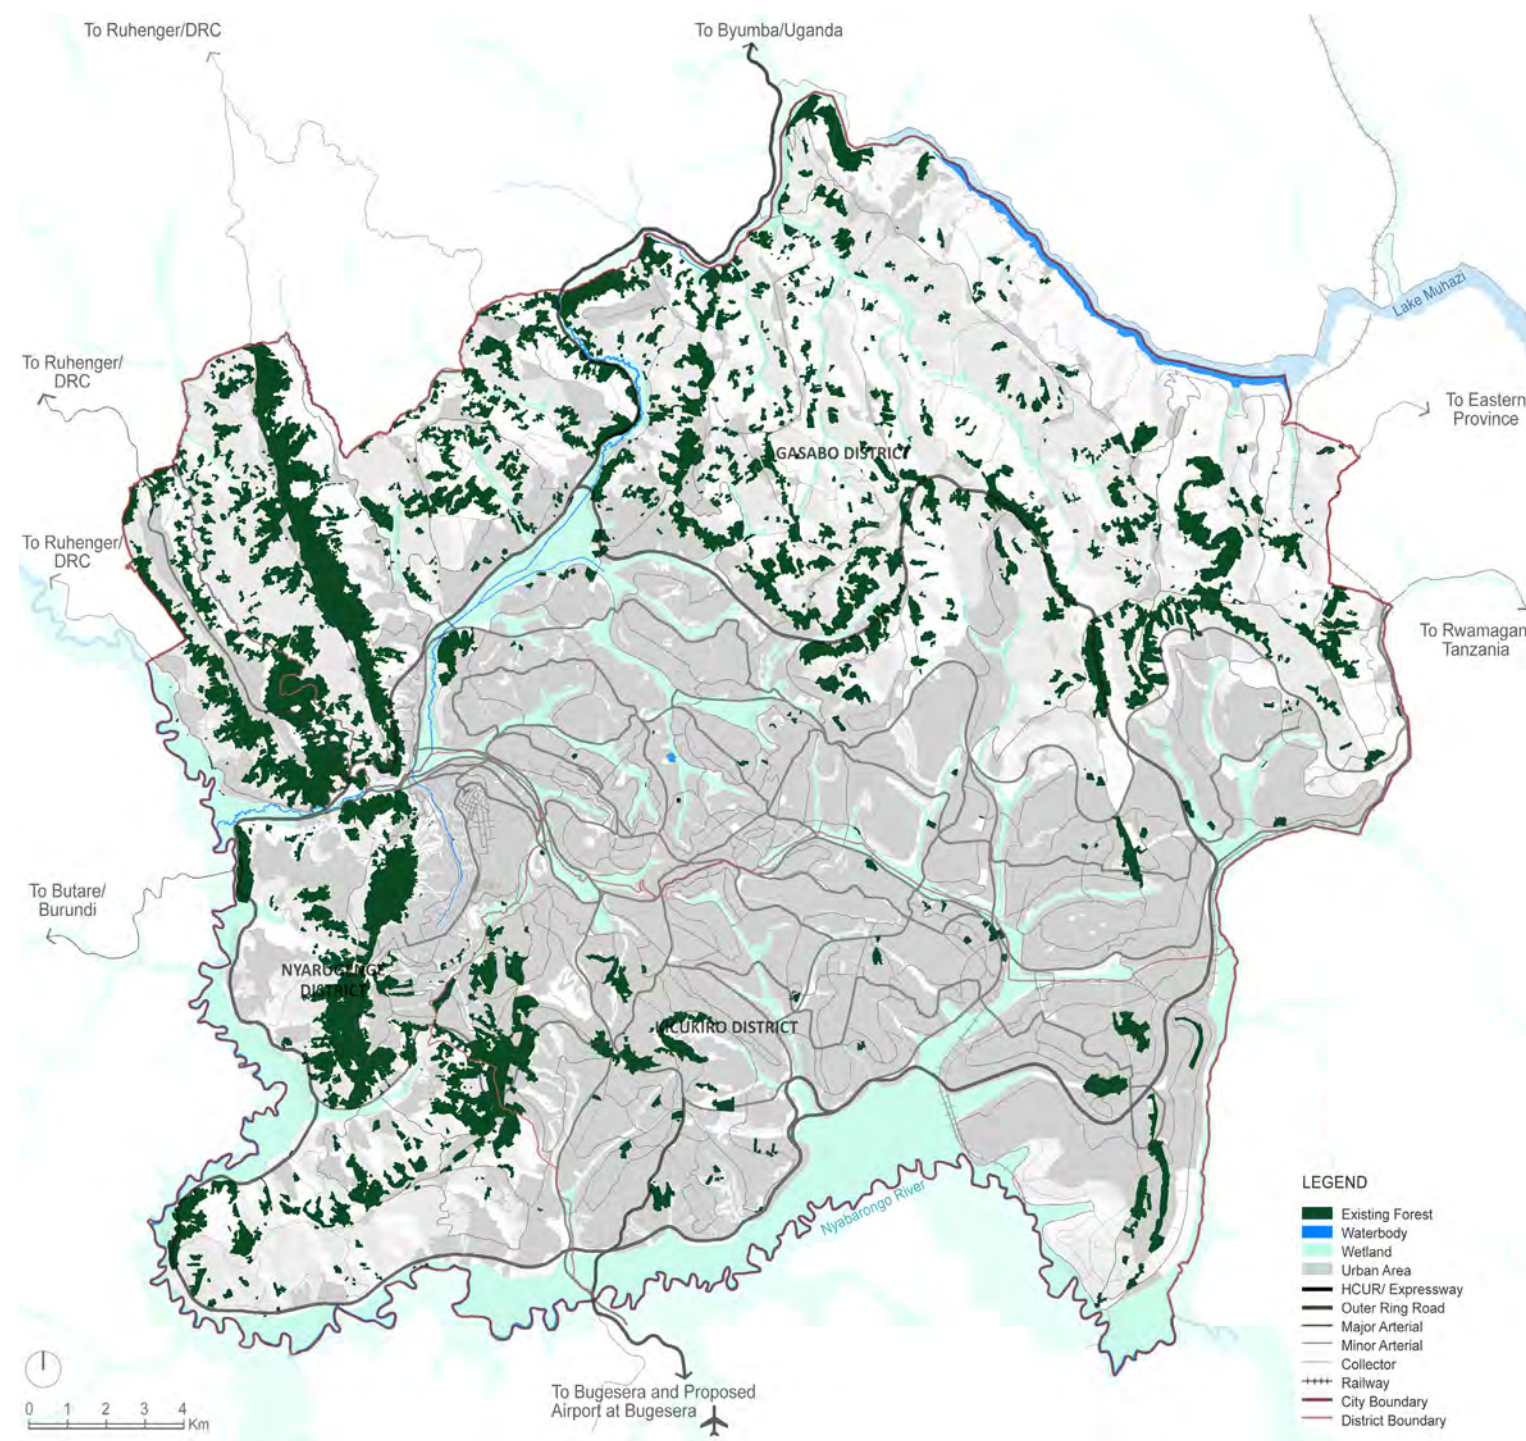 To Ruhenger/DRC
To Byumba/Uganda
Lake Muhazi
To Ruhenger/
DRC
To Eastern
Province
GASABO DISTRICT
To Ruhenger/
DRC
To Rwamagan
Tanzania
To Butare/
Burundi
NYARUGENGE
DISTRICT
KICUKIRO DISTRICT
Nyabarongo River
LEGEND
Existing Forest
Waterbody
Wetland
Urban Area
HCUR/ Expressway
Outer Ring Road
Major Arterial
Minor Arterial
Collector
Railway
City Boundary
District Boundary
To Bugesera and Proposed
Airport at Bugesera
0 1 2 3 4
Km